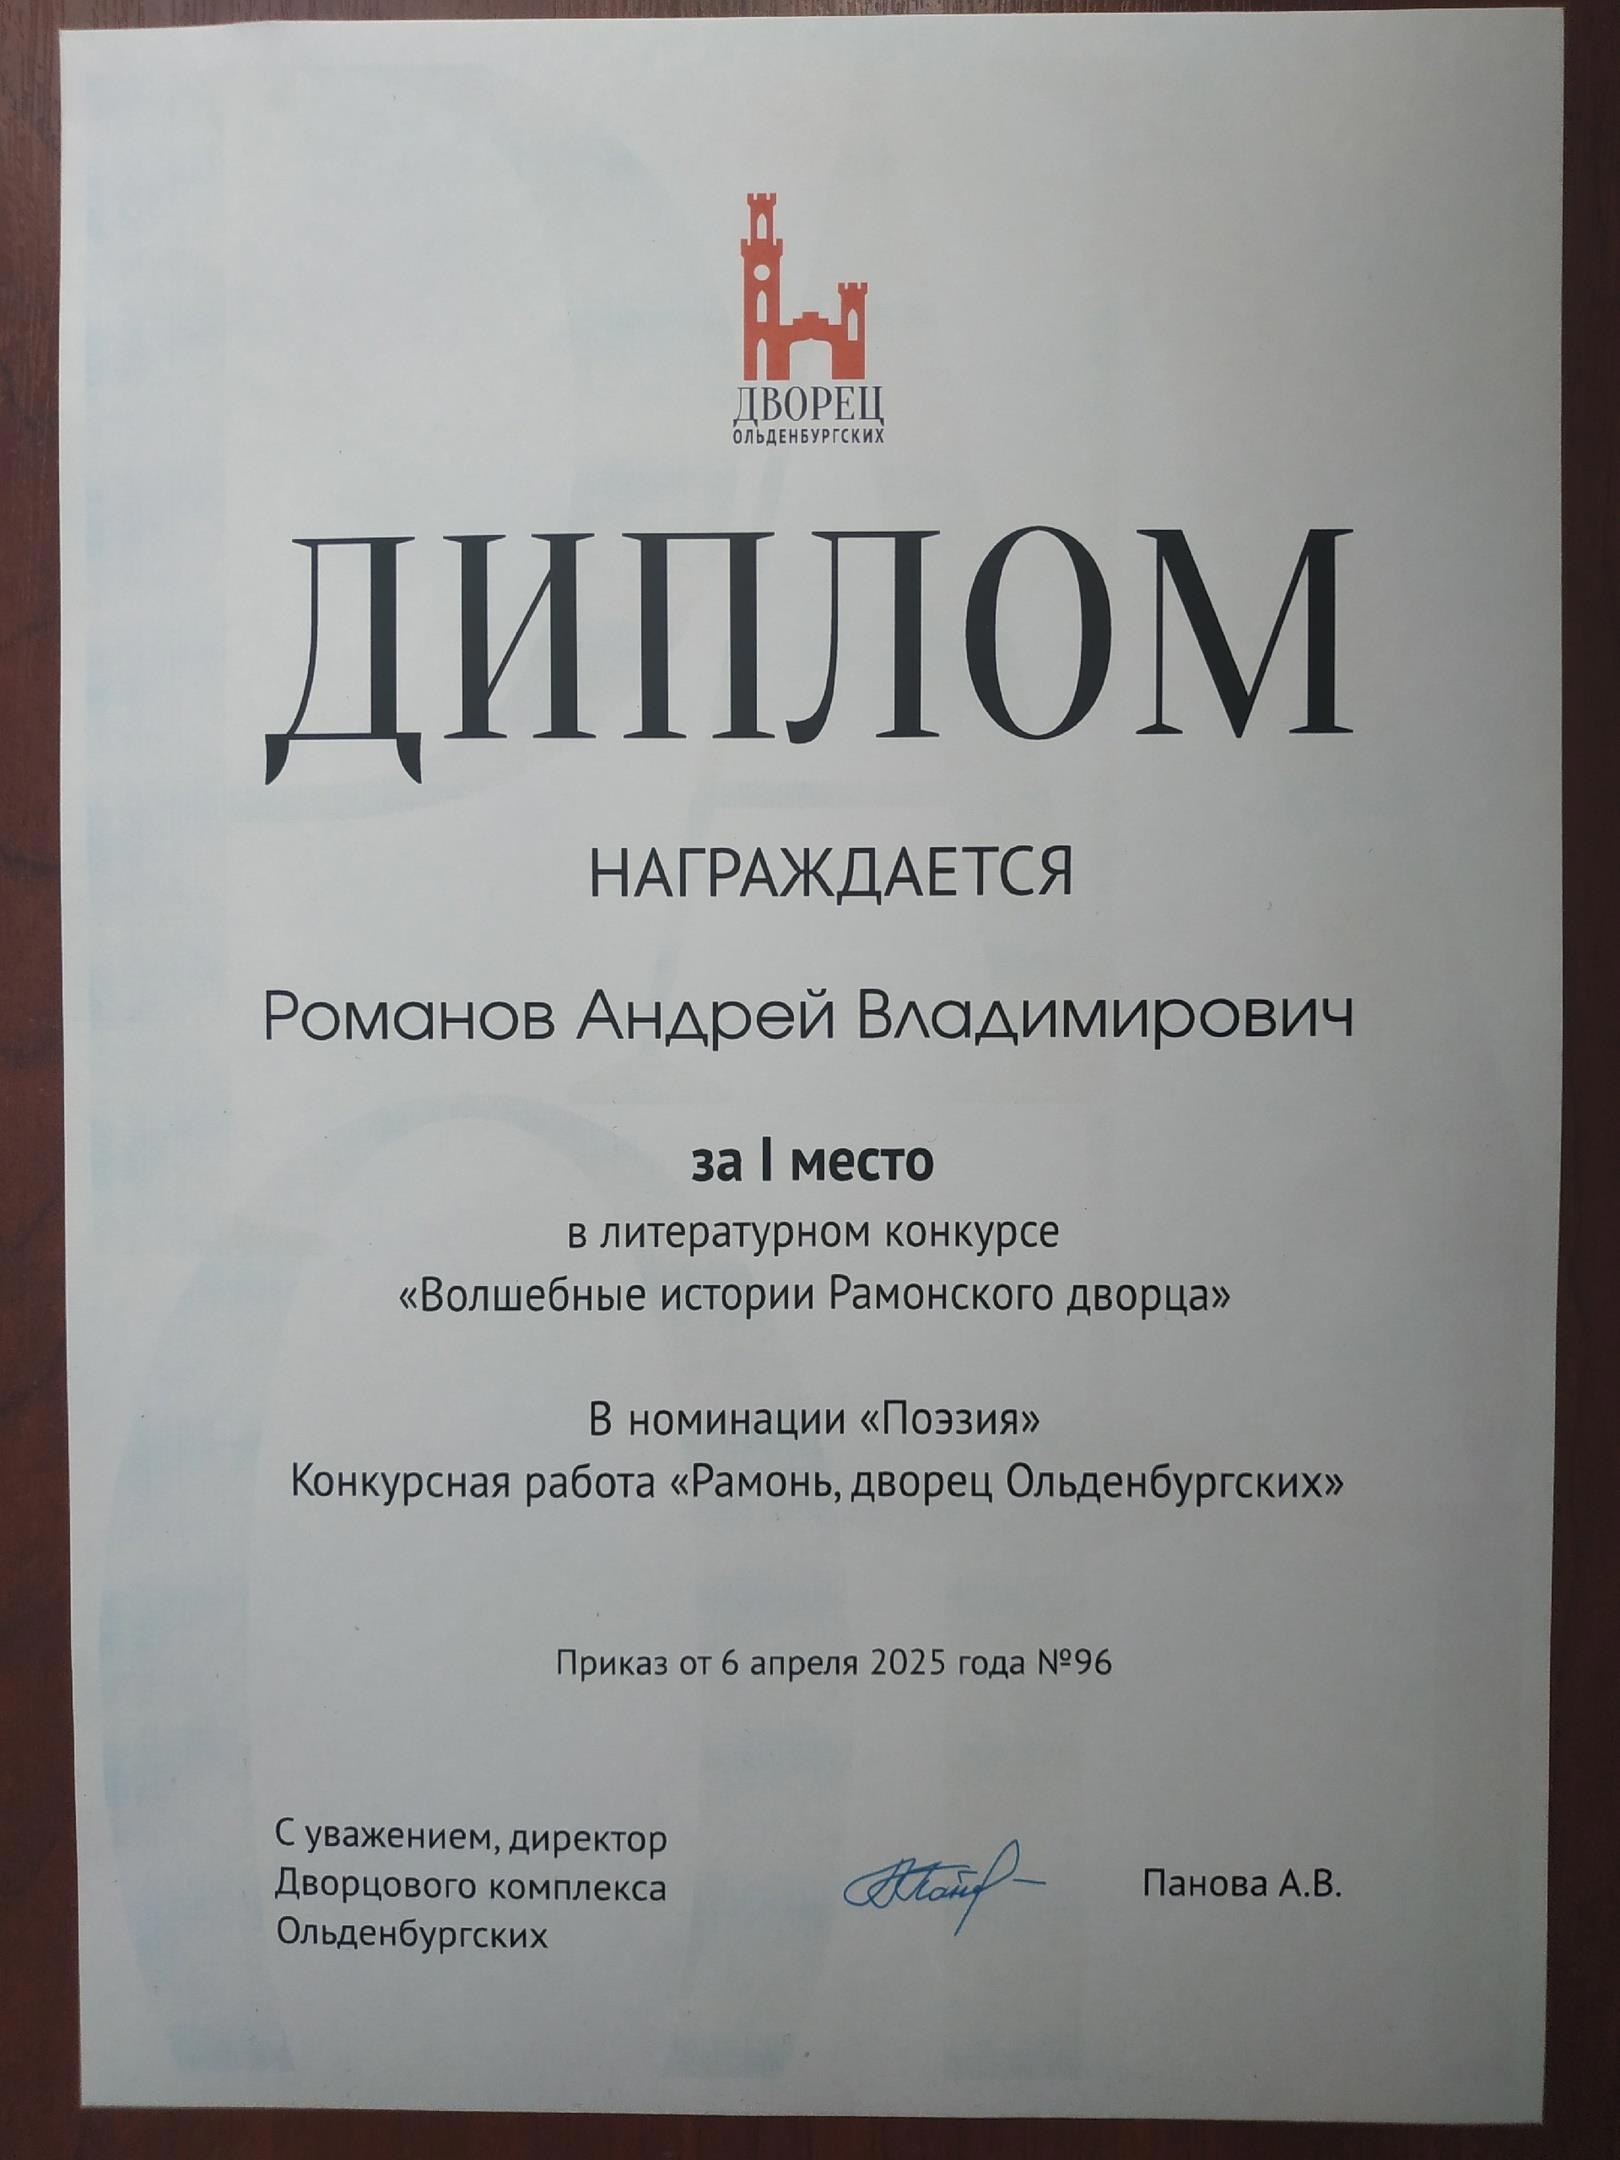 ДВОРЕЦ
ОЛЬДЕНБУРГСКИХ
ДИПЛОМ
НАГРАЖДАЕТСЯ
Романов Андрей Владимирович
за I место
в литературном конкурсе
«Волшебные истории Рамонского дворца»
В номинации «Поэзия»
Конкурсная работа «Рамонь, дворец Ольденбургских»
Приказ от 6 апреля 2025 года №96
С уважением, директор
Дворцового комплекса
Ольденбургских
Панова А.В.